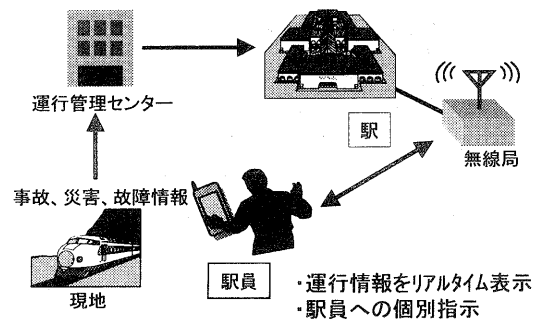 運行管理センター
駅
無線局
事故、災害、故障情報
現地
駅員
・運行情報をリアルタイム表示
・駅員への個別指示